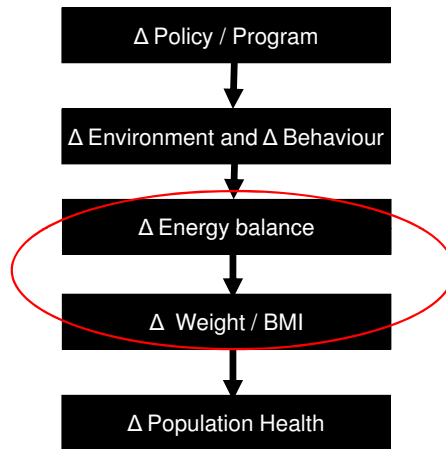 Δ Policy / Program
Δ Environment and Δ Behaviour
Δ Energy balance
Δ Weight / BMI
Δ Population Health